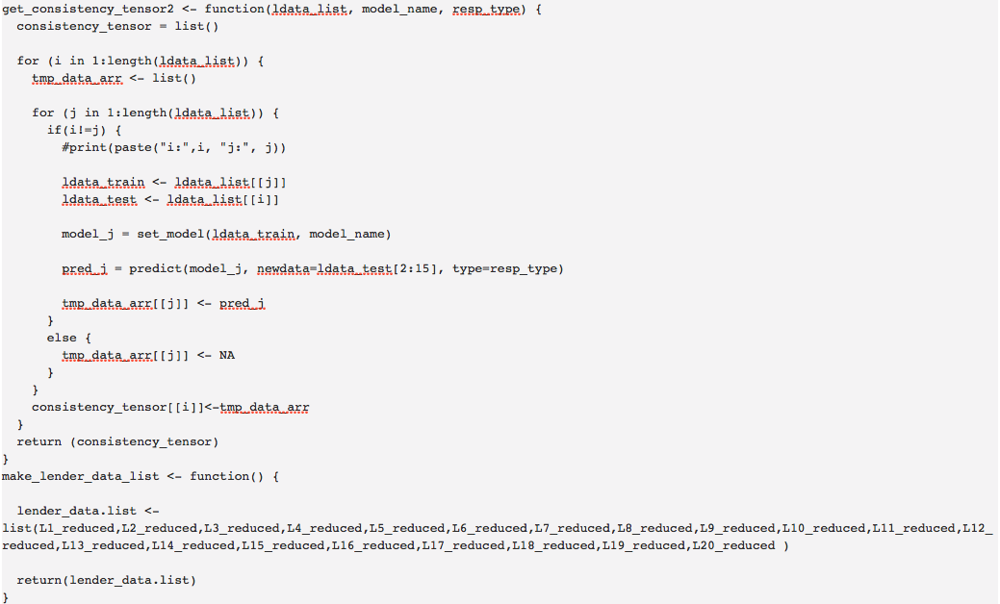 get_consistency_tensor2 <- function(ldata_list, model_name, resp_type) {
  consistency_tensor = list()

  for (i in 1:length(ldata_list)) {
    tmp_data_arr <- list()

    for (j in 1:length(ldata_list)) {
      if(i!=j) {
        #print(paste("i:",i, "j:", j))

        ldata_train <- ldata_list[[j]]
        ldata_test <- ldata_list[[i]]

        model_j = set_model(ldata_train, model_name)

        pred_j = predict(model_j, newdata=ldata_test[2:15], type=resp_type)

        tmp_data_arr[[j]] <- pred_j
      }
      else {
        tmp_data_arr[[j]] <- NA
      }
    }
    consistency_tensor[[i]]<-tmp_data_arr
  }
  return (consistency_tensor)
}
make_lender_data_list <- function() {

  lender_data.list <-
list(L1_reduced,L2_reduced,L3_reduced,L4_reduced,L5_reduced,L6_reduced,L7_reduced,L8_reduced,L9_reduced,L10_reduced,L11_reduced,L12_
reduced,L13_reduced,L14_reduced,L15_reduced,L16_reduced,L17_reduced,L18_reduced,L19_reduced,L20_reduced )

  return(lender_data.list)
}